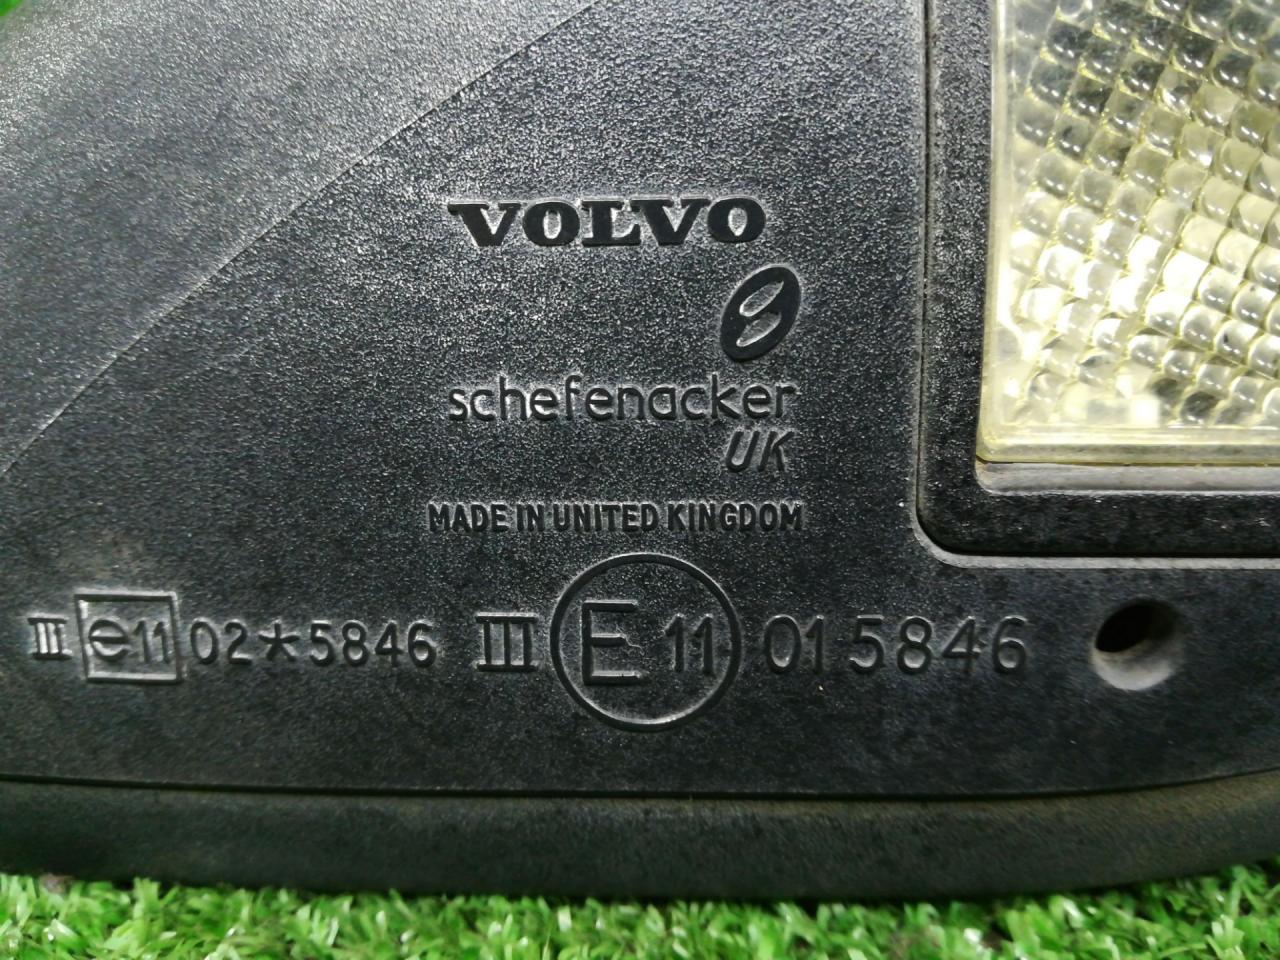 VOLVO
schefenacker
UK
MADE IN UNITED KINGDOM
III e11 02*5846 III E 11 01 5846